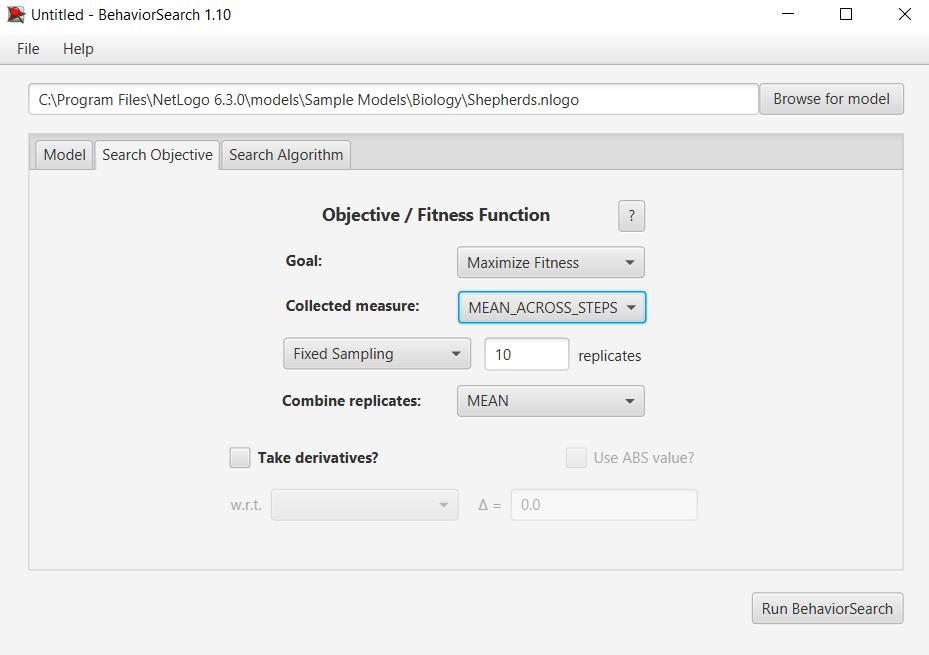 Untitled - BehaviorSearch 1.10
File Help
C:\Program Files\NetLogo 6.3.0\models\Sample Models\Biology\Shepherds.nlogo Browse for model
Model Search Objective Search Algorithm
Objective / Fitness Function ?
Goal: Maximize Fitness
Collected measure: MEAN_ACROSS_STEPS
Fixed Sampling 10 replicates
Combine replicates: MEAN
Take derivatives? Use ABS value?
w.r.t. Δ = 0.0
Run BehaviorSearch